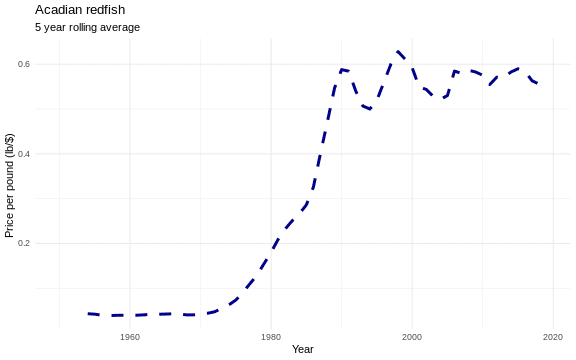 Acadian redfish
5 year rolling average
Price per pound (lb/$)
0.6
0.4
0.2
1960
1980
2000
2020
Year